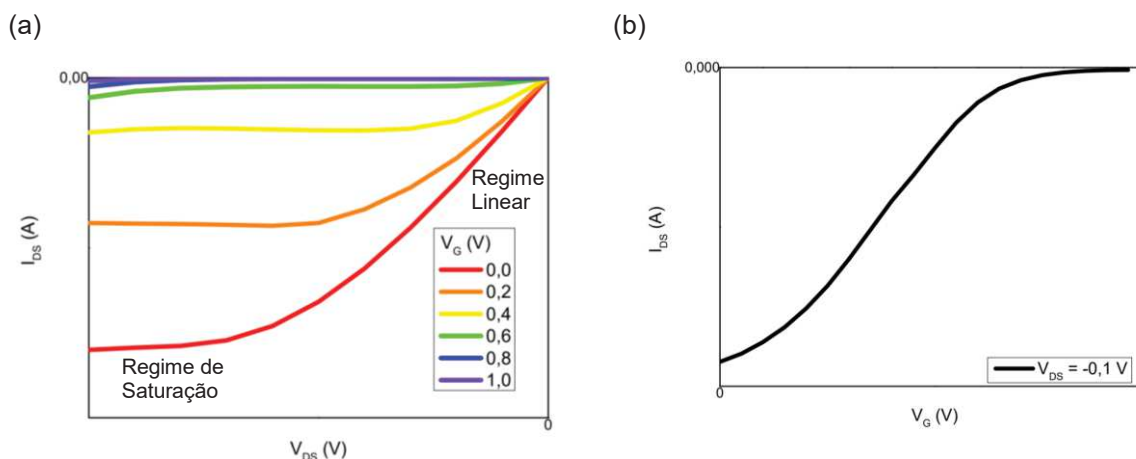 (a)
(b)
0,00
I_DS (A)
Regime
Linear
V_G (V)
0,0
0,2
0,4
0,6
0,8
1,0
Regime de
Saturação
0
V_DS (V)
0,000
I_DS (A)
V_DS = -0,1 V
0
V_G (V)